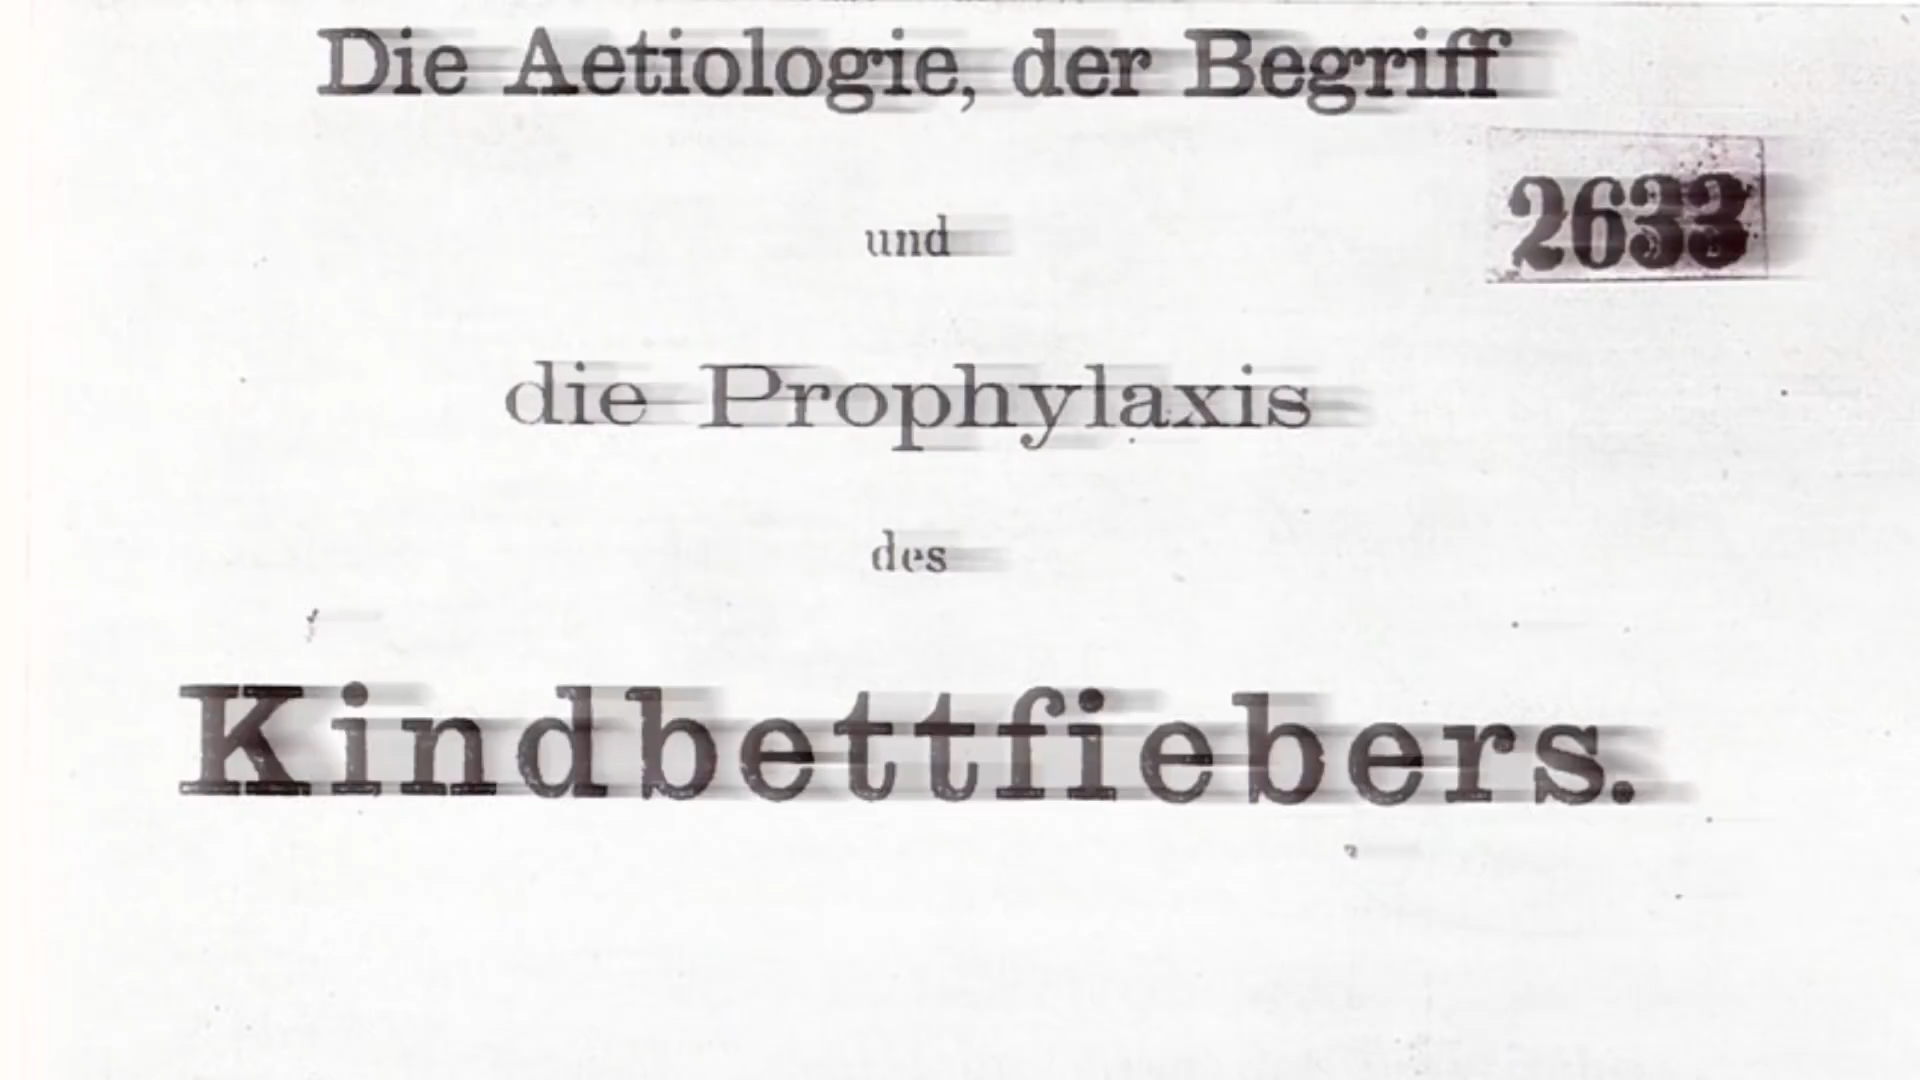 Die Aetiologie, der Begriff
2633
und
die Prophylaxis
des
Kindbettfiebers.